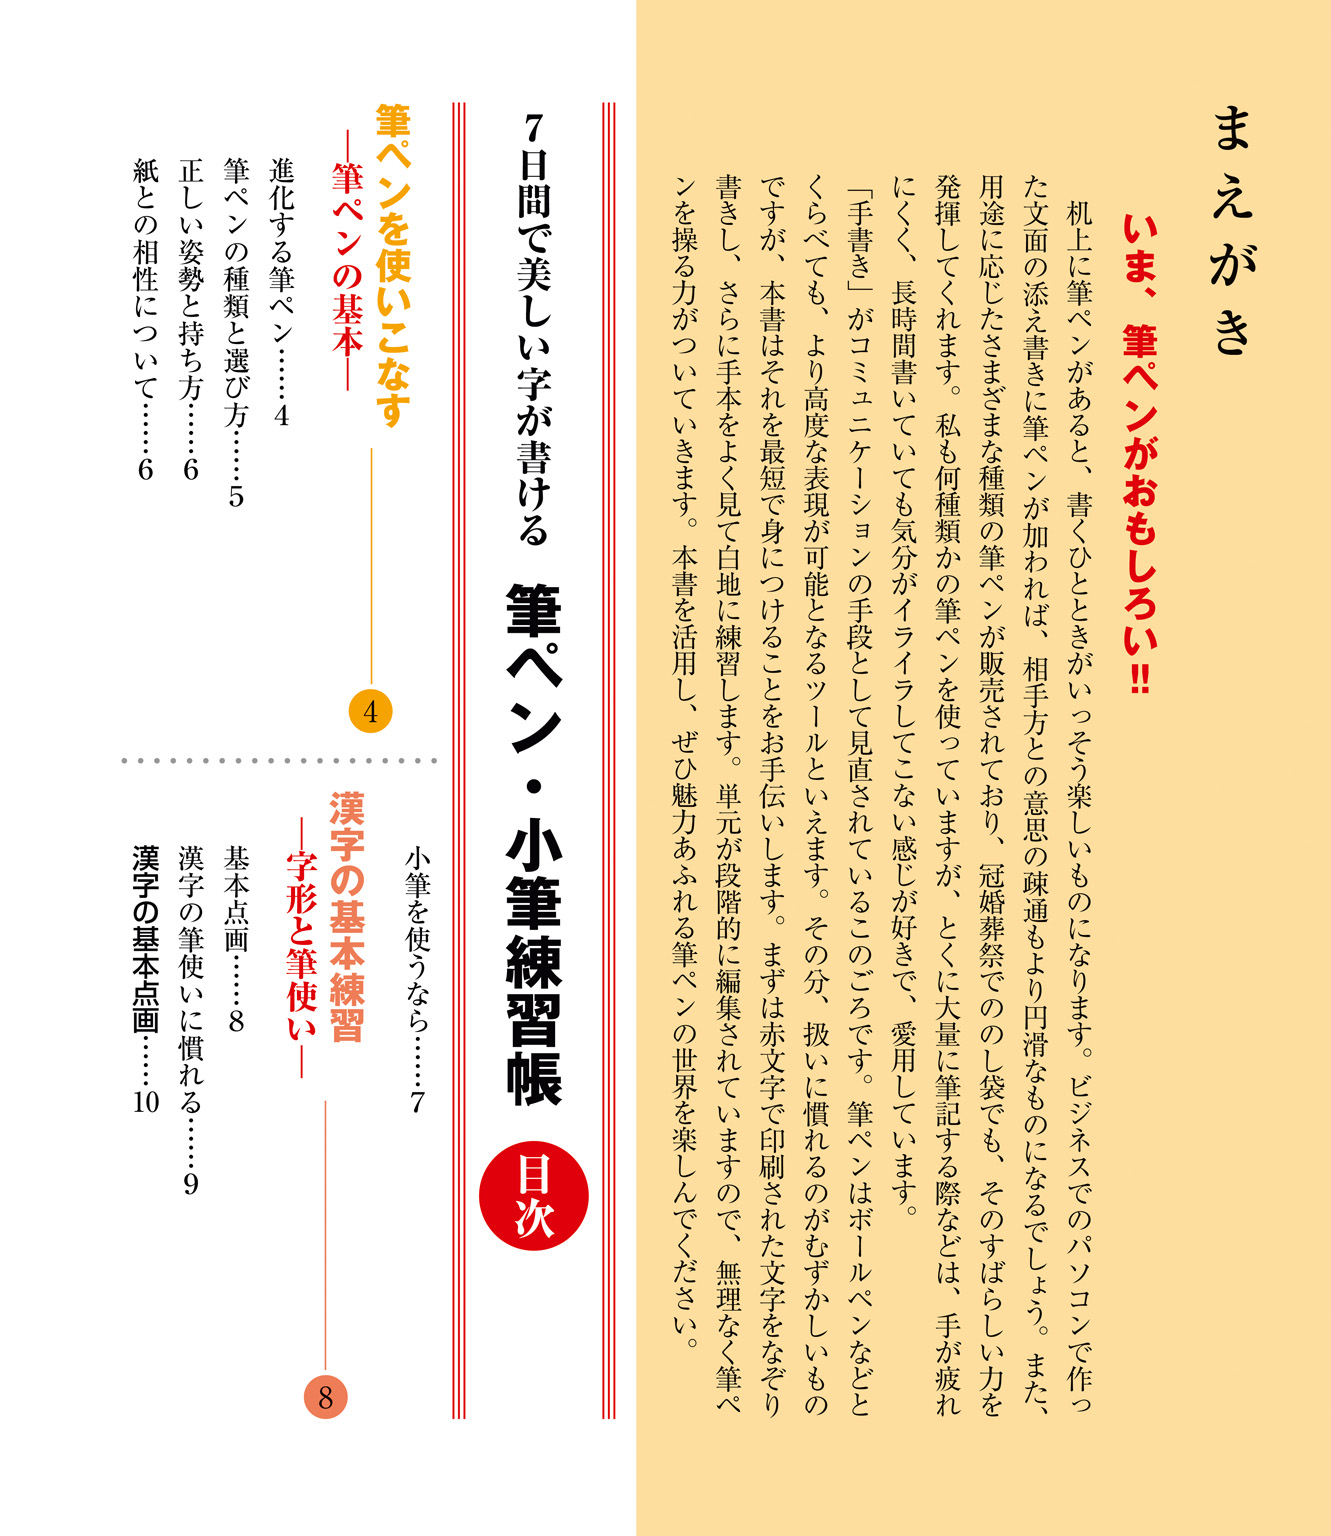 まえがき
いま、筆ペンがおもしろい!!
机上に筆ペンがあると、書くひとときがいっそう楽しいものになります。ビジネスでのパソコンで作っ
た文面の添え書きに筆ペンが加われば、相手方との意思の疎通もより円滑なものになるでしょう。また、
用途に応じたさまざまな種類の筆ペンが販売されており、冠婚葬祭でののし袋でも、そのすばらしい力を
発揮してくれます。私も何種類かの筆ペンを使っていますが、とくに大量に筆記する際などは、手が疲れ
にくく、長時間書いていても気分がイライラしてこない感じが好きで、愛用しています。
「手書き」がコミュニケーションの手段として見直されているこのごろです。筆ペンはボールペンなどと
くらべても、より高度な表現が可能となるツールといえます。その分、扱いに慣れるのがむずかしいもの
ですが、本書はそれを最短で身につけることをお手伝いします。まずは赤文字で印刷された文字をなぞり
書きし、さらに手本をよく見て白地に練習します。単元が段階的に編集されていますので、無理なく筆ペ
ンを操る力がついていきます。本書を活用し、ぜひ魅力あふれる筆ペンの世界を楽しんでください。
7日間で美しい字が書ける 筆ペン・小筆練習帳 目次
筆ペンを使いこなす
―筆ペンの基本― 4
進化する筆ペン……4
筆ペンの種類と選び方……5
正しい姿勢と持ち方……6
紙との相性について……6
小筆を使うなら……7
漢字の基本練習
―字形と筆使い― 8
基本点画……8
漢字の筆使いに慣れる……9
漢字の基本点画……10